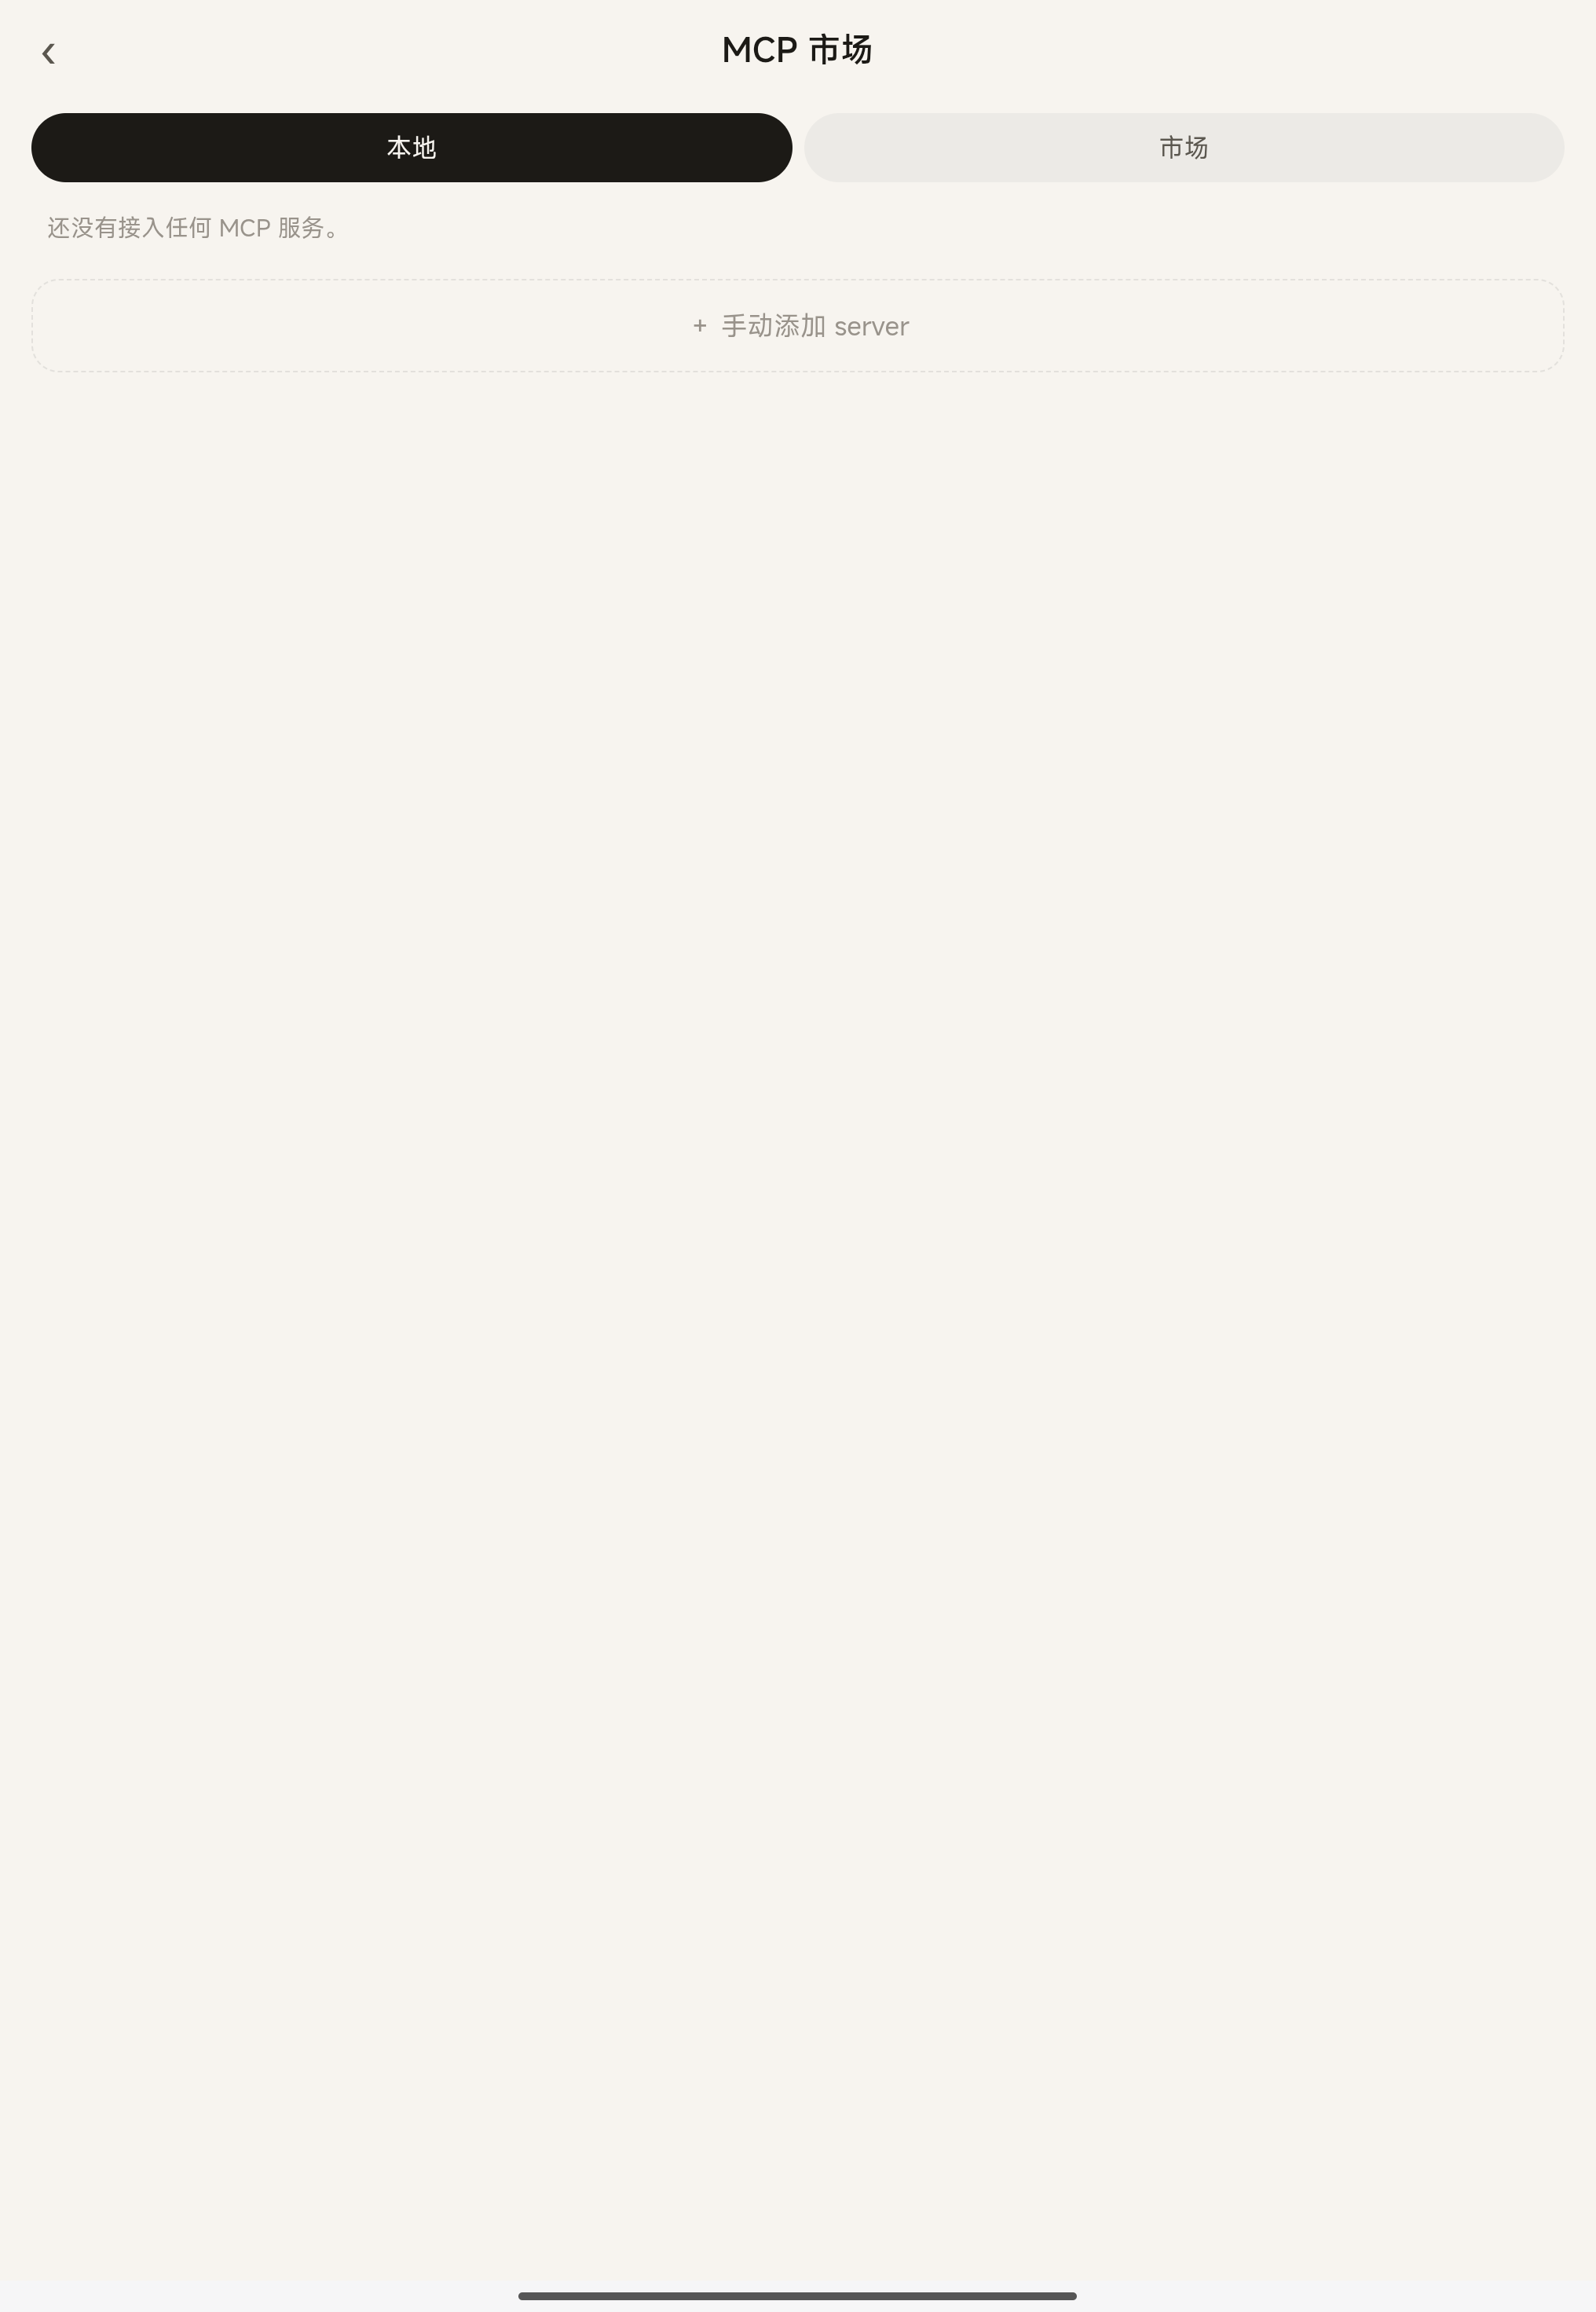 ‹
MCP 市场
本地
市场
还没有接入任何 MCP 服务。
+ 手动添加 server